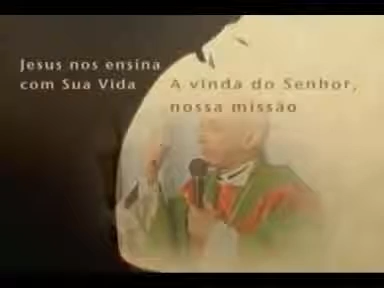 Jesus nos ensina
com Sua Vida
A vinda do Senhor,
nossa missão